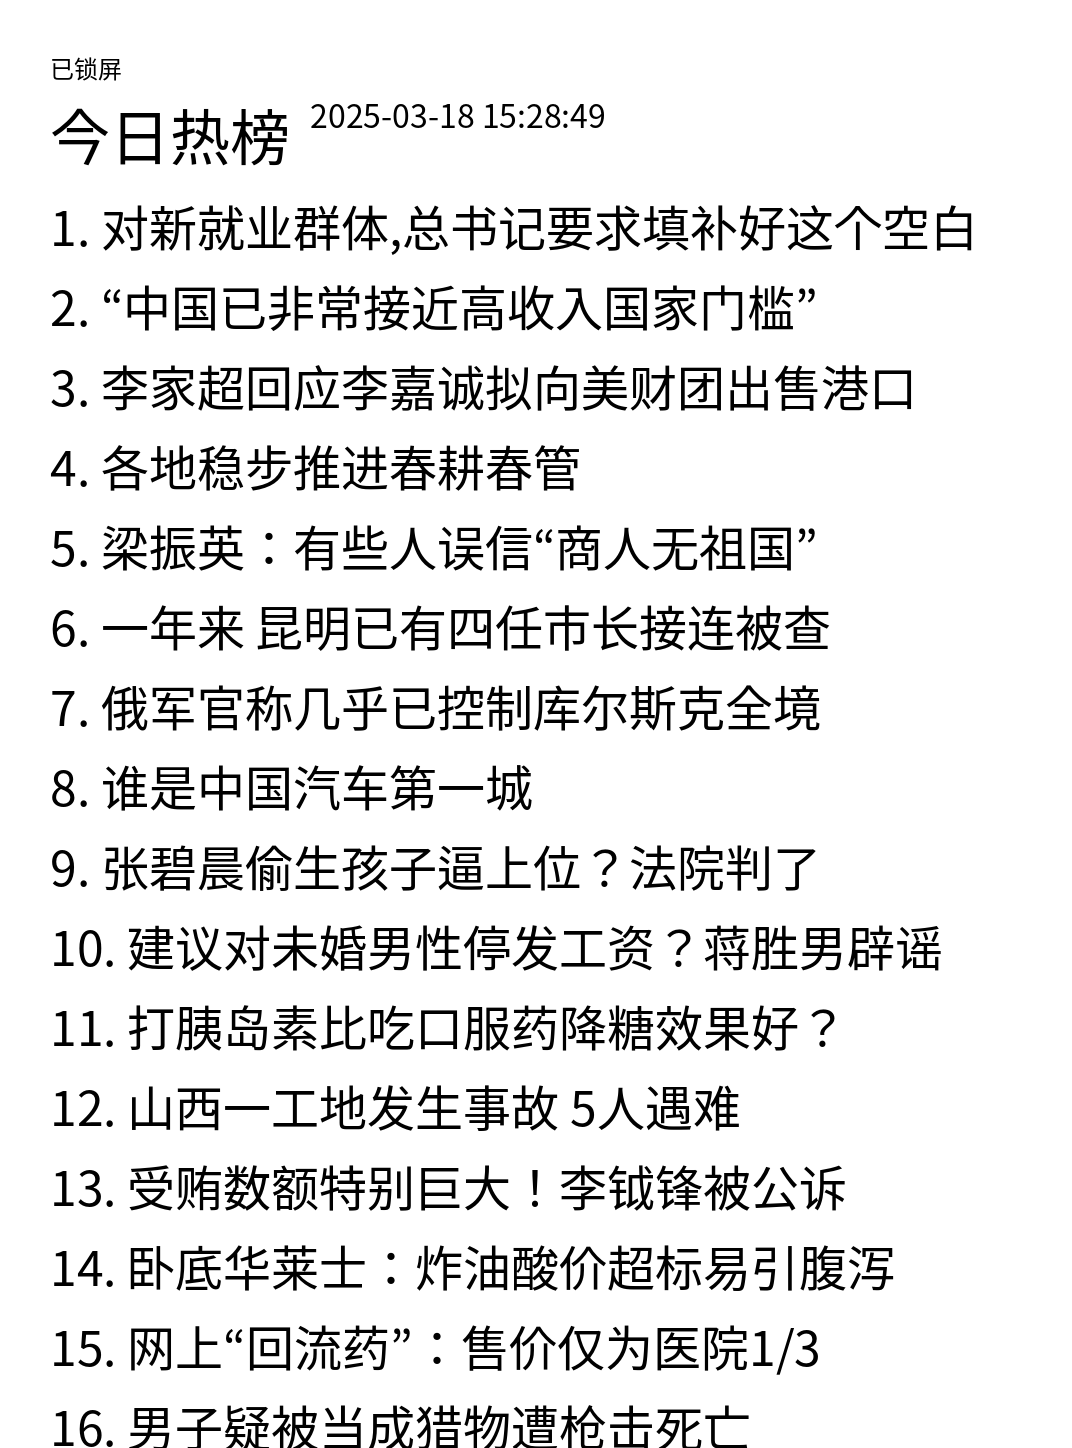 已锁屏
今日热榜 2025-03-18 15:28:49
1. 对新就业群体,总书记要求填补好这个空白
2. “中国已非常接近高收入国家门槛”
3. 李家超回应李嘉诚拟向美财团出售港口
4. 各地稳步推进春耕春管
5. 梁振英：有些人误信“商人无祖国”
6. 一年来 昆明已有四任市长接连被查
7. 俄军官称几乎已控制库尔斯克全境
8. 谁是中国汽车第一城
9. 张碧晨偷生孩子逼上位？法院判了
10. 建议对未婚男性停发工资？蒋胜男辟谣
11. 打胰岛素比吃口服药降糖效果好？
12. 山西一工地发生事故 5人遇难
13. 受贿数额特别巨大！李钺锋被公诉
14. 卧底华莱士：炸油酸价超标易引腹泻
15. 网上“回流药”：售价仅为医院1/3
16. 男子疑被当成猎物遭枪击死亡